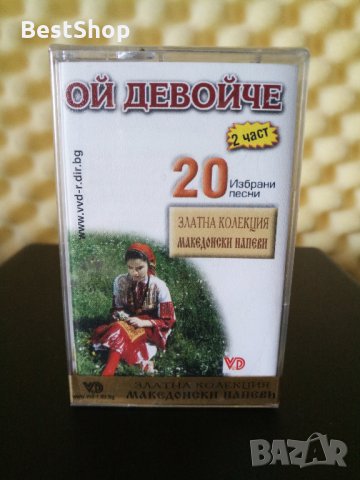 BestShop
ОЙ ДЕВОЙЧЕ
2 част
www.vvd-r.dir.bg
20 Избрани
песни
ЗЛАТНА КОЛЕКЦИЯ
МАКЕДОНСКИ НАПЕВИ
VD
VD ЗЛАТНА КОЛЕКЦИЯ
МАКЕДОНСКИ НАПЕВИ
BAZAR